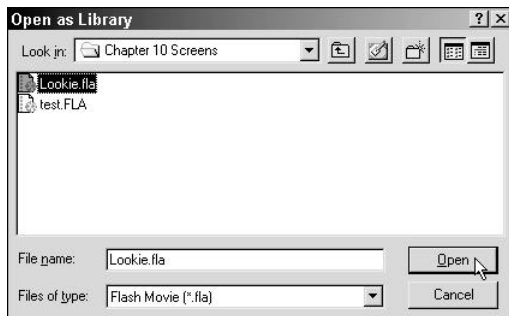 Open as Library
Look in: Chapter 10 Screens
Lookie.fla
test.FLA
File name: Lookie.fla Open
Files of type: Flash Movie (*.fla) Cancel